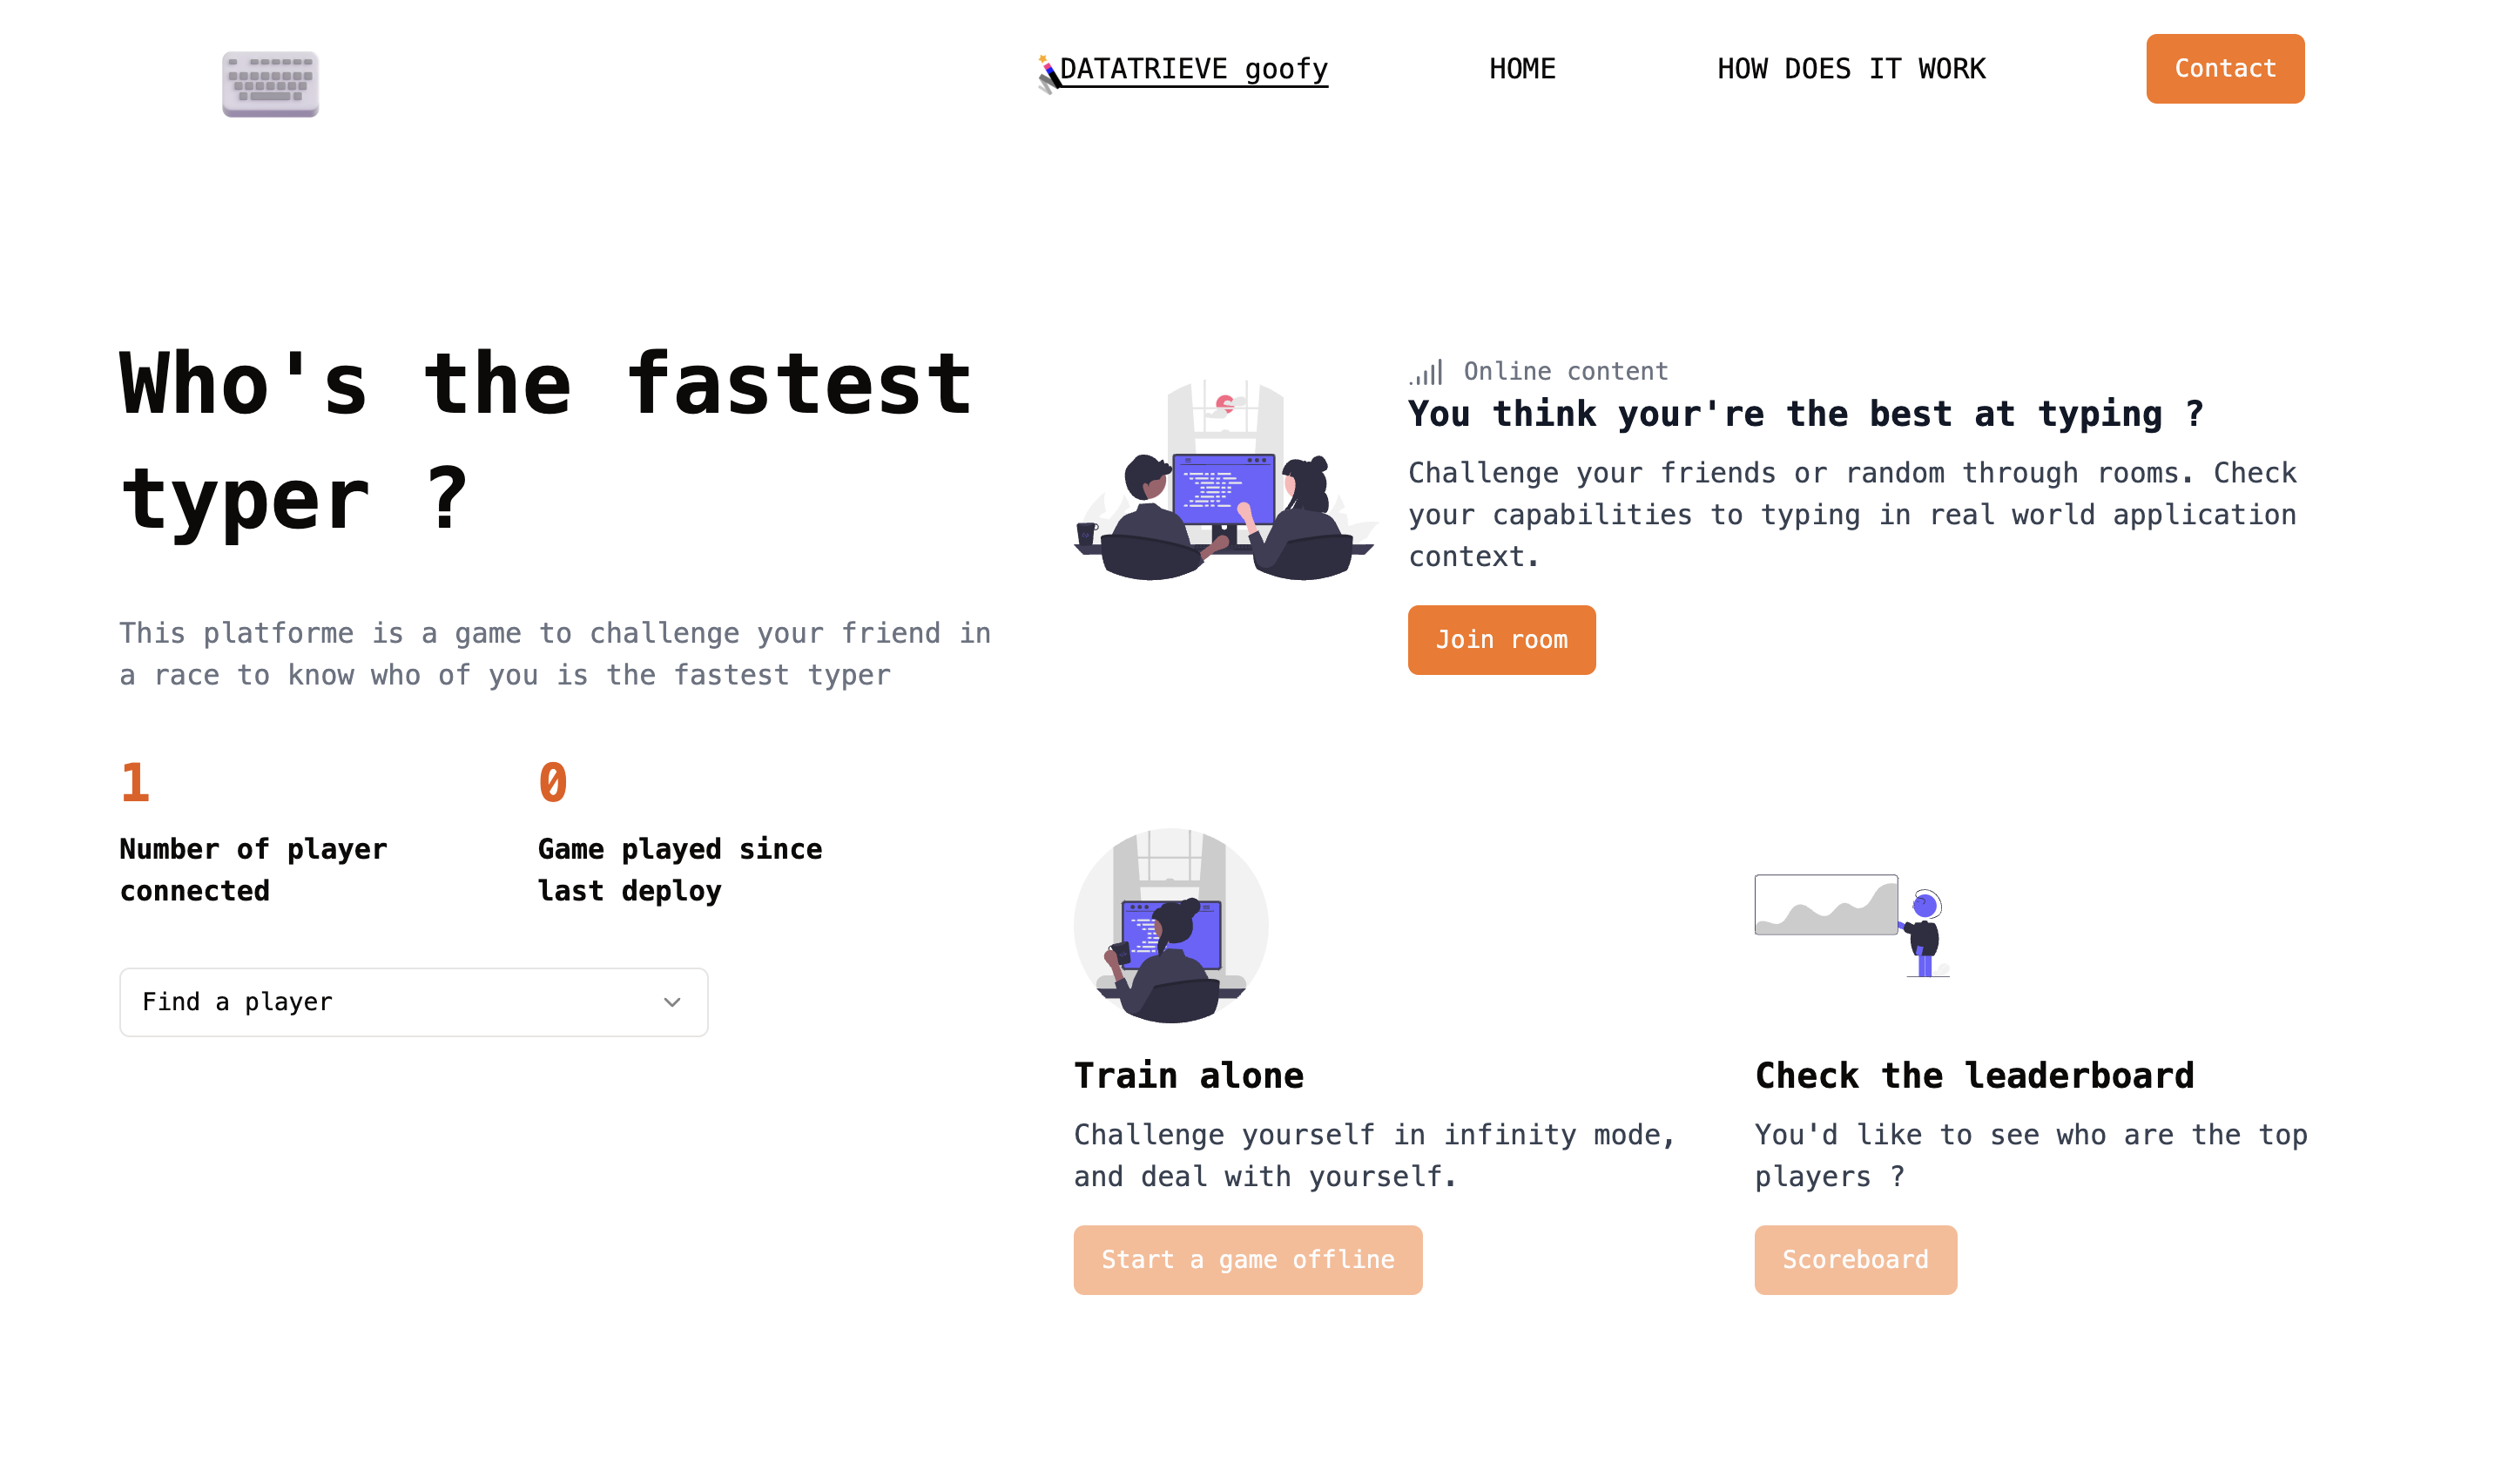 DATATRIEVE goofy
HOME
HOW DOES IT WORK
Contact
Who's the fastest
typer ?
This platforme is a game to challenge your friend in
a race to know who of you is the fastest typer
1
Number of player
connected
0
Game played since
last deploy
Find a player
Online content
You think your're the best at typing ?
Challenge your friends or random through rooms. Check
your capabilities to typing in real world application
context.
Join room
Train alone
Challenge yourself in infinity mode,
and deal with yourself.
Start a game offline
Check the leaderboard
You'd like to see who are the top
players ?
Scoreboard